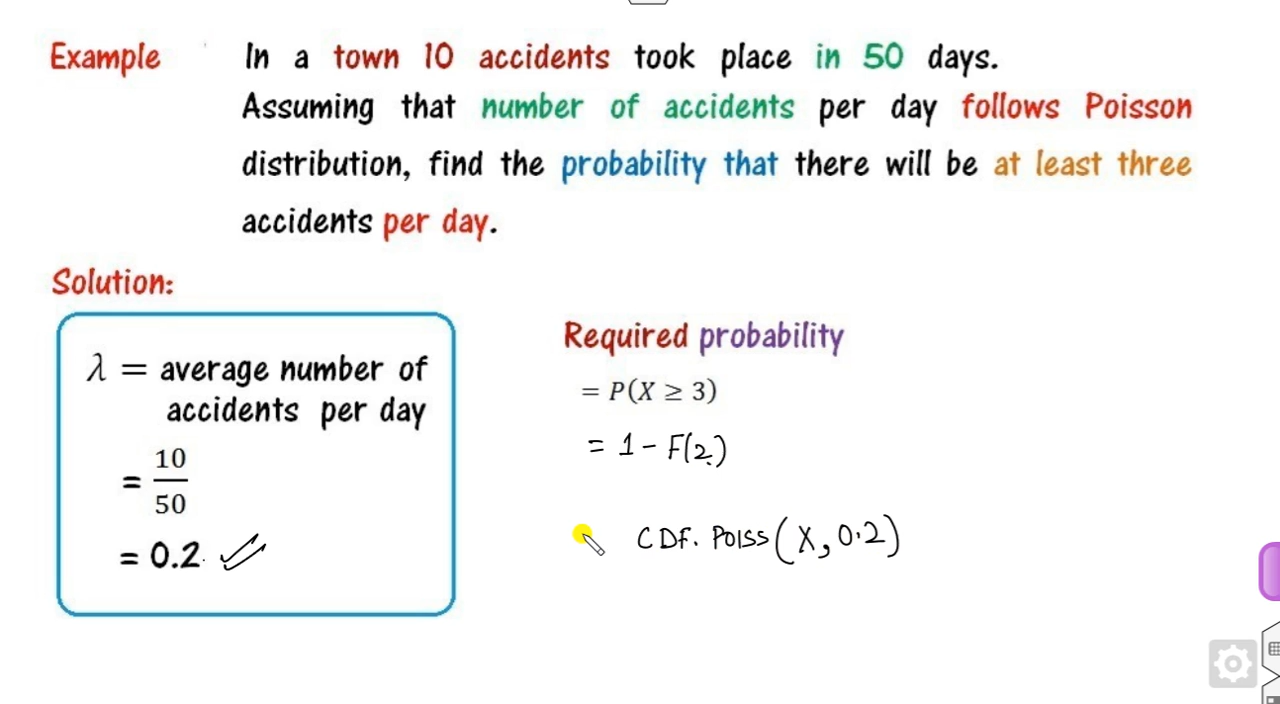 Example In a town 10 accidents took place in 50 days.
Assuming that number of accidents per day follows Poisson
distribution, find the probability that there will be at least three
accidents per day.
Solution:
λ = average number of
accidents per day
= 10/50
= 0.2
Required probability
= P(X ≥ 3)
= 1 - F(2)
CDF. POISS (X, 0.2)